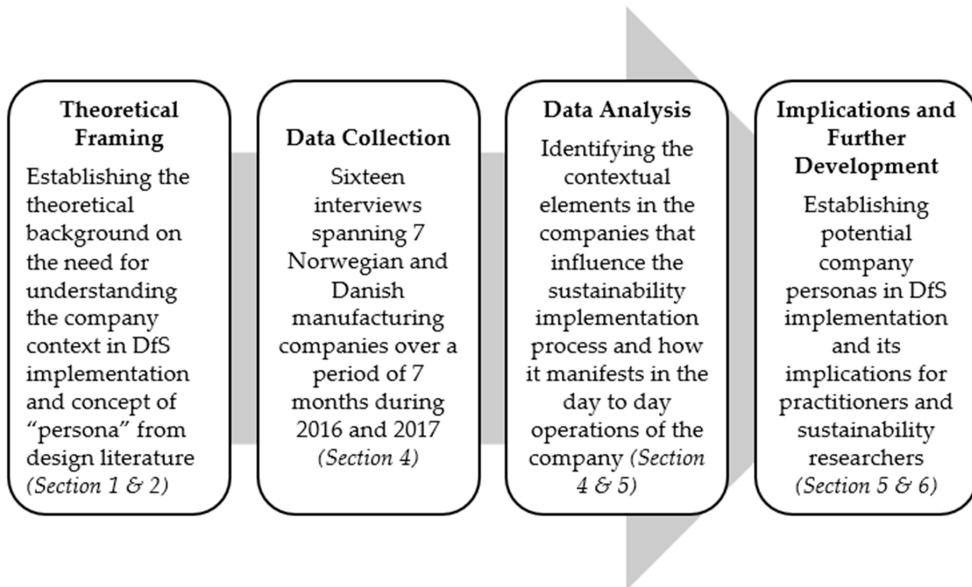 Theoretical
Framing
Establishing the
theoretical
background on
the need for
understanding
the company
context in DfS
implementation
and concept of
“persona” from
design literature
(Section 1 & 2)
Data Collection
Sixteen
interviews
spanning 7
Norwegian and
Danish
manufacturing
companies over a
period of 7
months during
2016 and 2017
(Section 4)
Data Analysis
Identifying the
contextual
elements in the
companies that
influence the
sustainability
implementation
process and how
it manifests in the
day to day
operations of the
company (Section
4 & 5)
Implications and
Further
Development
Establishing
potential
company
personas in DfS
implementation
and its
implications for
practitioners and
sustainability
researchers
(Section 5 & 6)